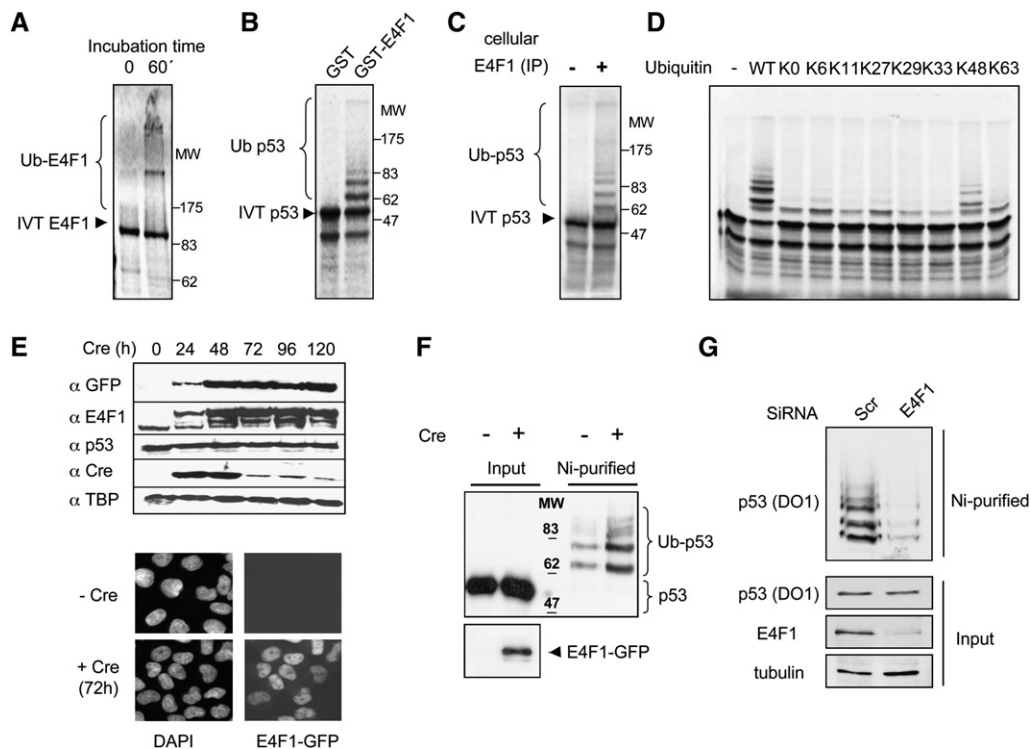 A
Incubation time
0 60´
MW
Ub-E4F1
175
IVT E4F1
83
62
B
GST
GST-E4F1
MW
Ub p53
175
83
62
IVT p53
47
C
cellular
E4F1 (IP) - +
MW
175
Ub-p53
83
62
IVT p53
47
D
Ubiquitin - WT K0 K6 K11 K27 K29 K33 K48 K63
E
Cre (h) 0 24 48 72 96 120
α GFP
α E4F1
α p53
α Cre
α TBP
- Cre
+ Cre
(72h)
DAPI E4F1-GFP
F
Cre - + - +
Input Ni-purified
MW
83
Ub-p53
62
p53
47
E4F1-GFP
G
SiRNA Scr E4F1
p53 (DO1) Ni-purified
p53 (DO1)
E4F1 Input
tubulin